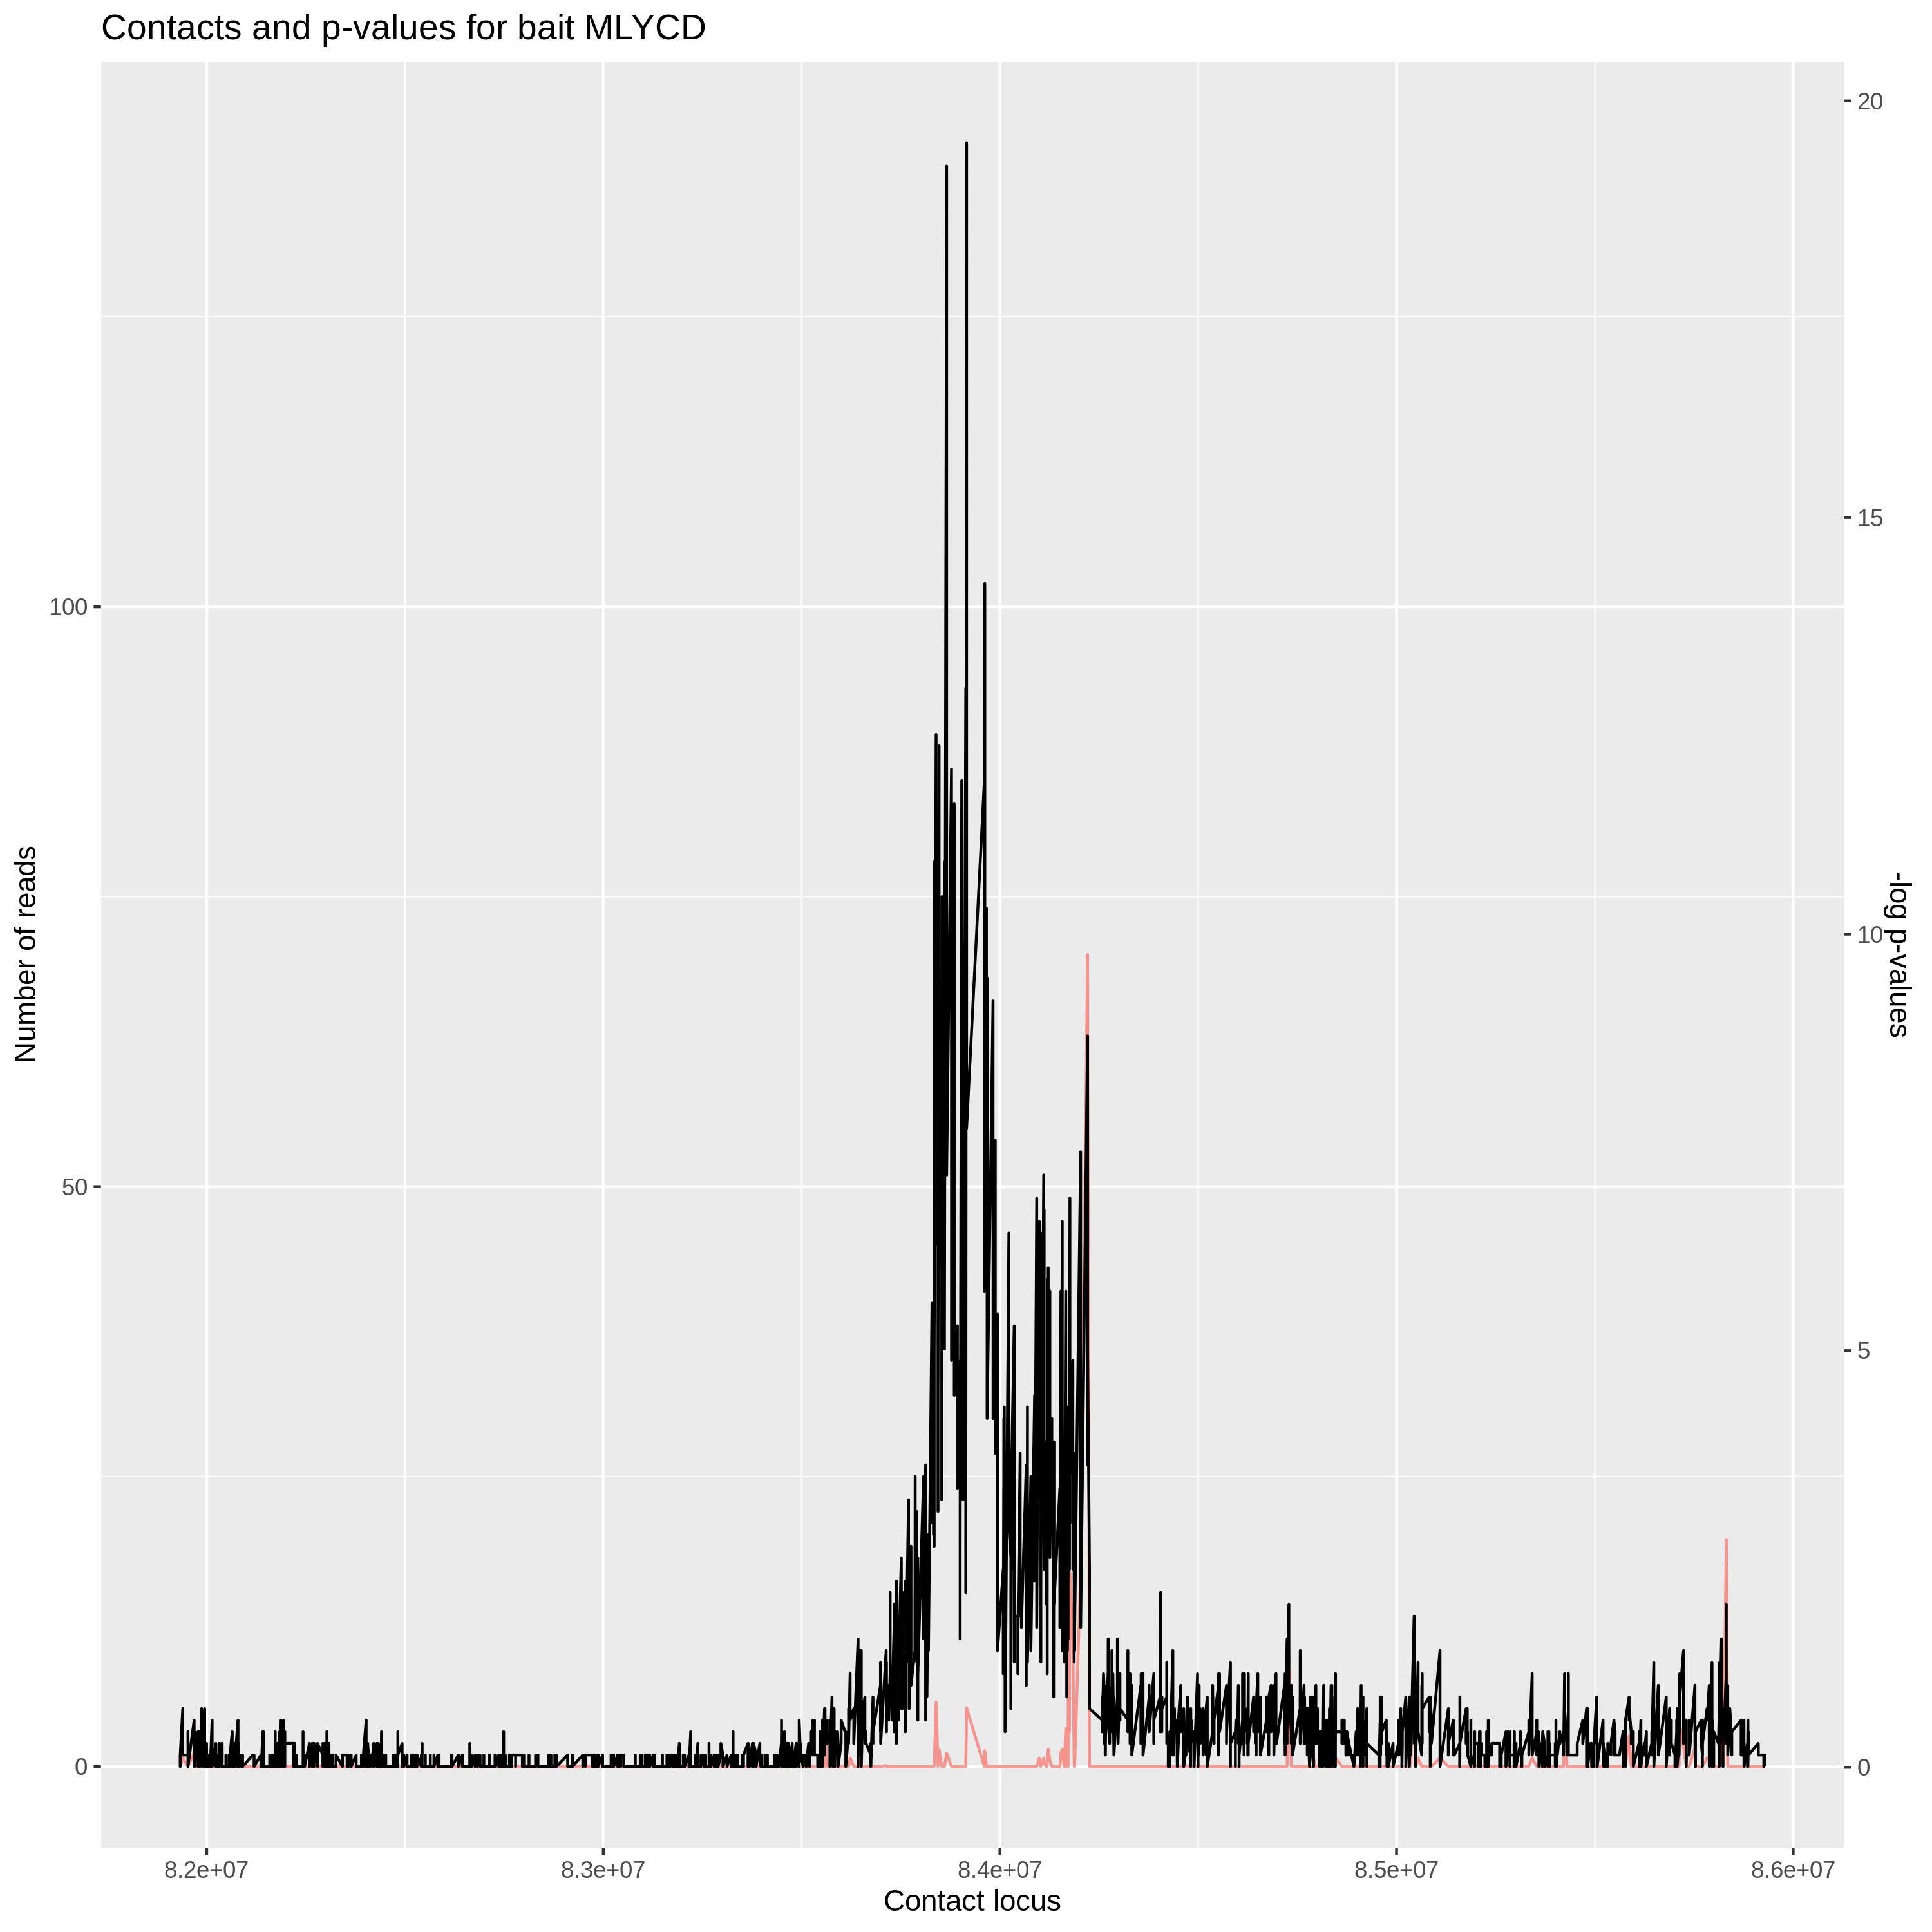 Contacts and p-values for bait MLYCD
Number of reads
100
50
0
20
15
10
5
0
-log p-values
8.2e+07
8.3e+07
8.4e+07
8.5e+07
8.6e+07
Contact locus